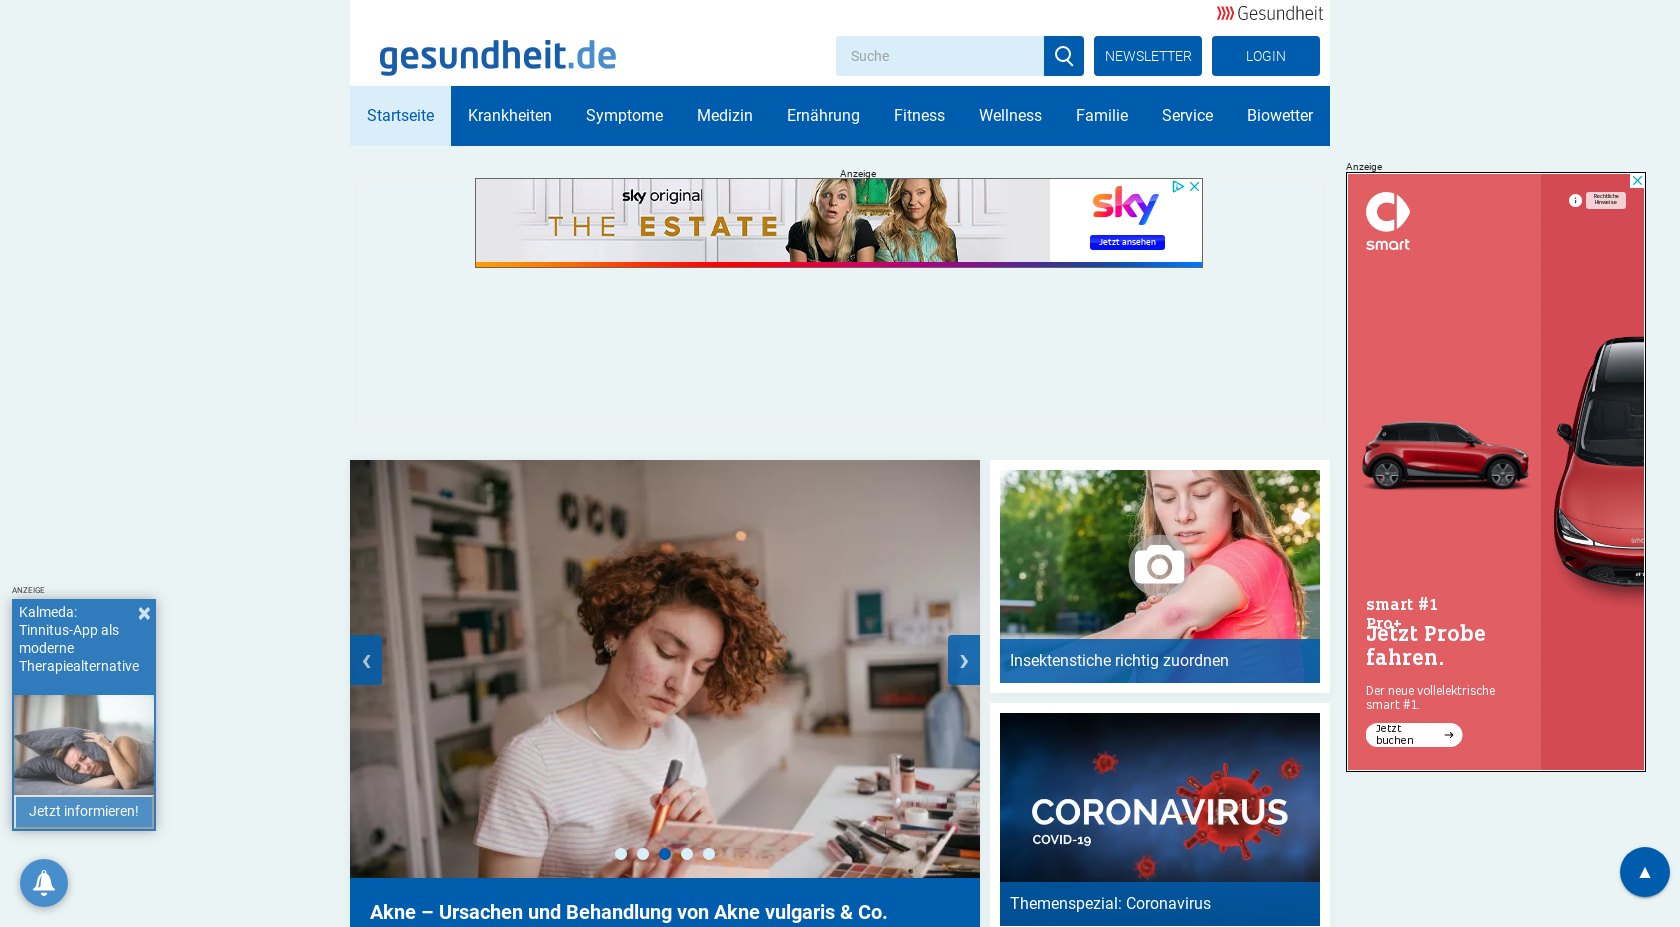 Gesundheit
gesundheit.de
Suche
NEWSLETTER
LOGIN
Startseite
Krankheiten
Symptome
Medizin
Ernährung
Fitness
Wellness
Familie
Service
Biowetter
Anzeige
sky original
THE ESTATE
sky
Jetzt ansehen
Anzeige
smart
Rechtliche
Hinweise
smart #1
Pro+
Jetzt Probe
fahren.
Der neue vollelektrische
smart #1.
Jetzt
buchen
ANZEIGE
Kalmeda:
Tinnitus-App als
moderne
Therapiealternative
Jetzt informieren!
Insektenstiche richtig zuordnen
CORONAVIRUS
COVID-19
Themenspezial: Coronavirus
Akne – Ursachen und Behandlung von Akne vulgaris & Co.